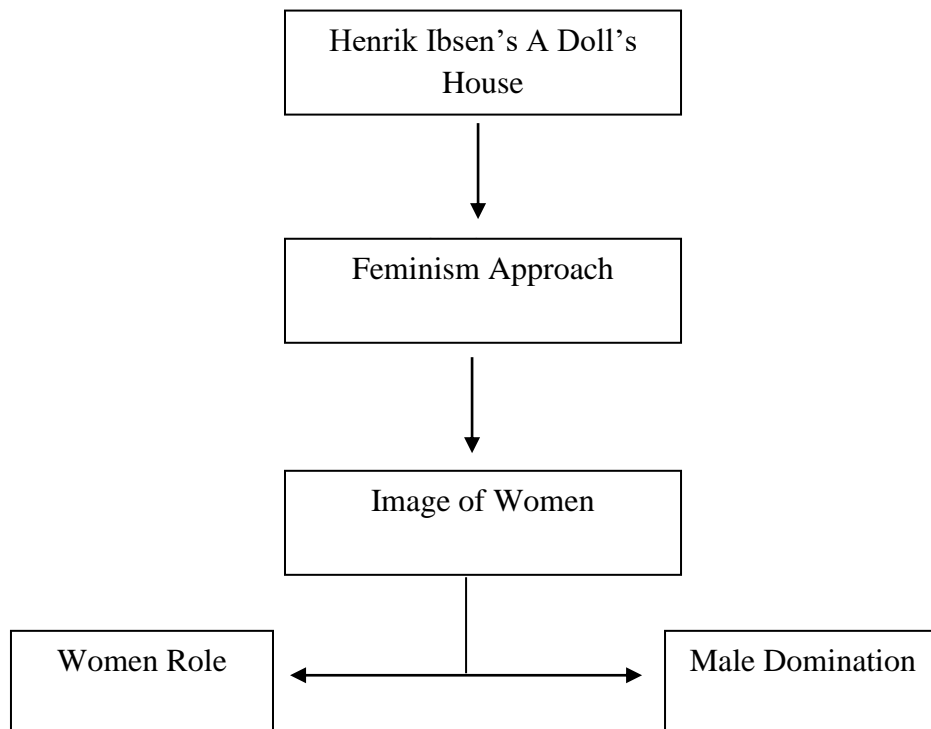 Henrik Ibsen’s A Doll’s
House
Feminism Approach
Image of Women
Women Role
Male Domination